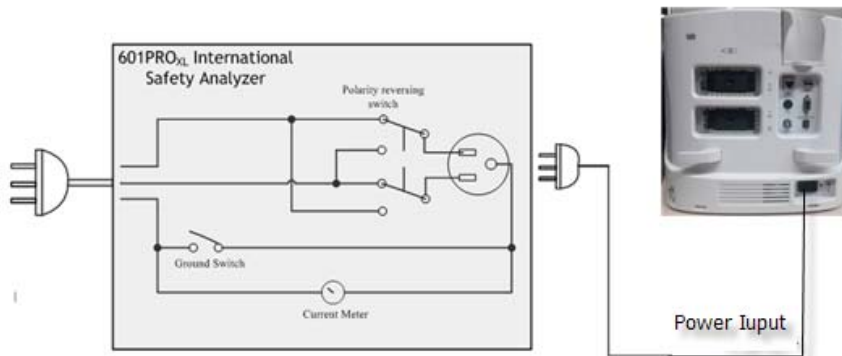 601PROXL International
Safety Analyzer
Polarity reversing
switch
Ground Switch
Current Meter
Power Iuput